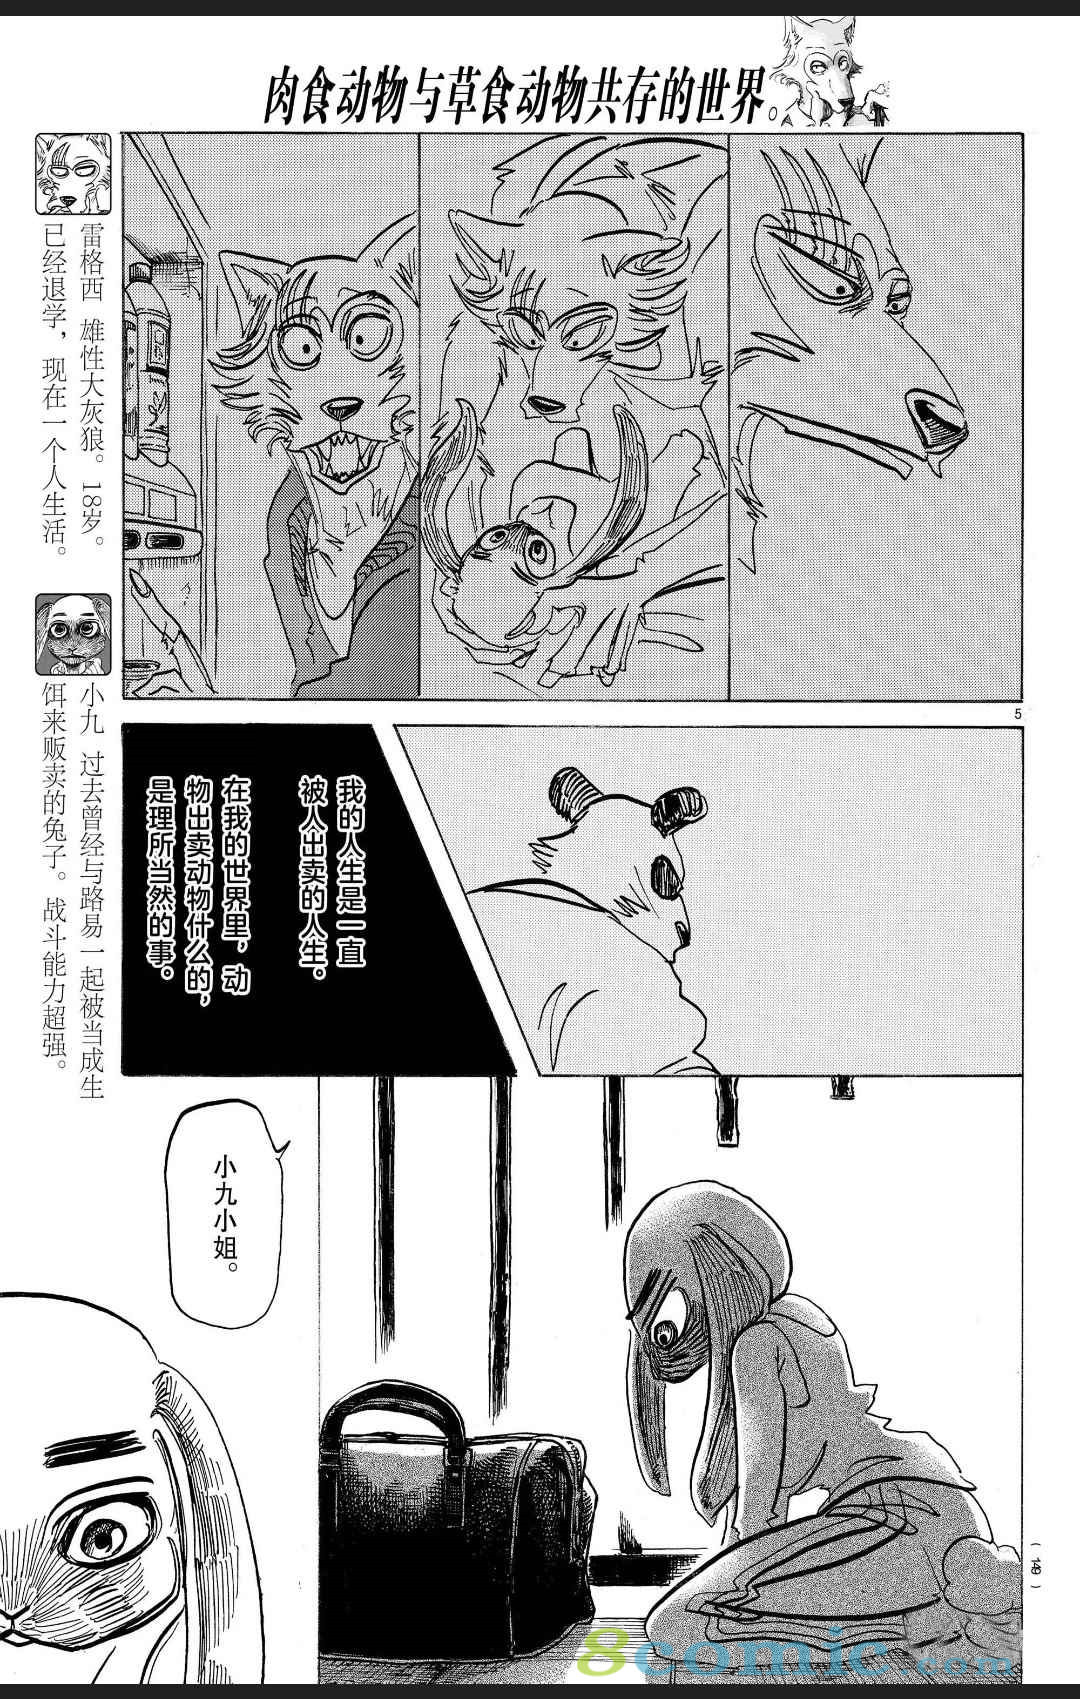 肉食动物与草食动物共存的世界。
雷格西 雄性大灰狼。18岁。
已经退学，现在一个人生活。
小九 过去曾经与路易一起被当成生
饵来贩卖的兔子。战斗能力超强。
5
我的人生是一直
被人出卖的人生。
在我的世界里，动
物出卖动物什么的，
是理所当然的事。
小九小姐。
( 149 )
8comic.com